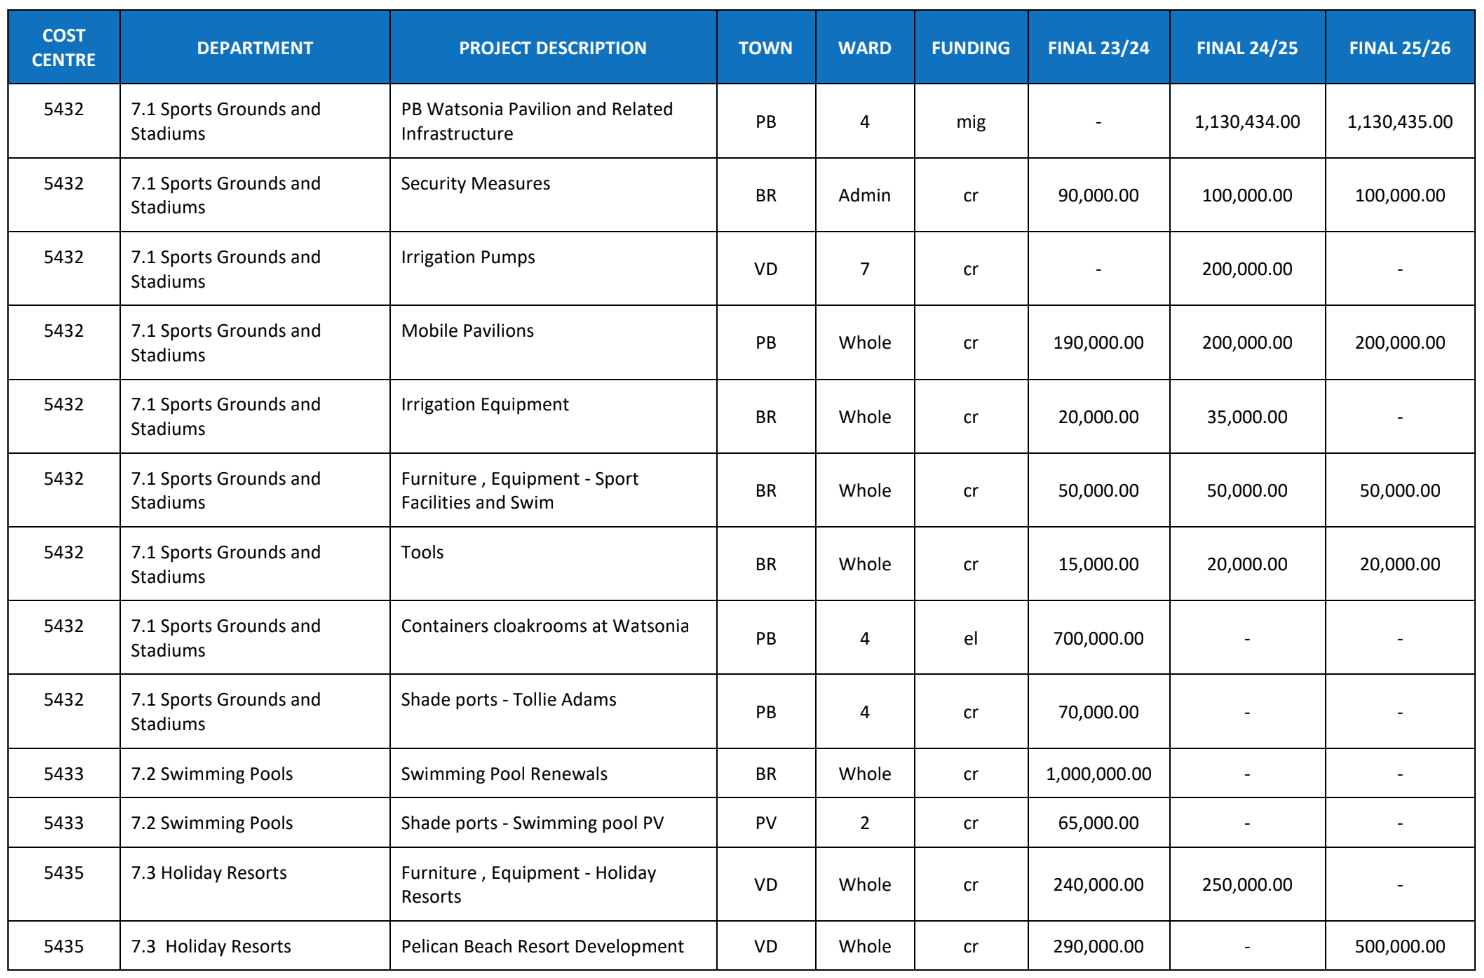 COST CENTRE DEPARTMENT PROJECT DESCRIPTION TOWN WARD FUNDING FINAL 23/24 FINAL 24/25 FINAL 25/26
5432 7.1 Sports Grounds and Stadiums PB Watsonia Pavilion and Related Infrastructure PB 4 mig - 1,130,434.00 1,130,435.00
5432 7.1 Sports Grounds and Stadiums Security Measures BR Admin cr 90,000.00 100,000.00 100,000.00
5432 7.1 Sports Grounds and Stadiums Irrigation Pumps VD 7 cr - 200,000.00 -
5432 7.1 Sports Grounds and Stadiums Mobile Pavilions PB Whole cr 190,000.00 200,000.00 200,000.00
5432 7.1 Sports Grounds and Stadiums Irrigation Equipment BR Whole cr 20,000.00 35,000.00 -
5432 7.1 Sports Grounds and Stadiums Furniture , Equipment - Sport Facilities and Swim BR Whole cr 50,000.00 50,000.00 50,000.00
5432 7.1 Sports Grounds and Stadiums Tools BR Whole cr 15,000.00 20,000.00 20,000.00
5432 7.1 Sports Grounds and Stadiums Containers cloakrooms at Watsonia PB 4 el 700,000.00 - -
5432 7.1 Sports Grounds and Stadiums Shade ports - Tollie Adams PB 4 cr 70,000.00 - -
5433 7.2 Swimming Pools Swimming Pool Renewals BR Whole cr 1,000,000.00 - -
5433 7.2 Swimming Pools Shade ports - Swimming pool PV PV 2 cr 65,000.00 - -
5435 7.3 Holiday Resorts Furniture , Equipment - Holiday Resorts VD Whole cr 240,000.00 250,000.00 -
5435 7.3 Holiday Resorts Pelican Beach Resort Development VD Whole cr 290,000.00 - 500,000.00